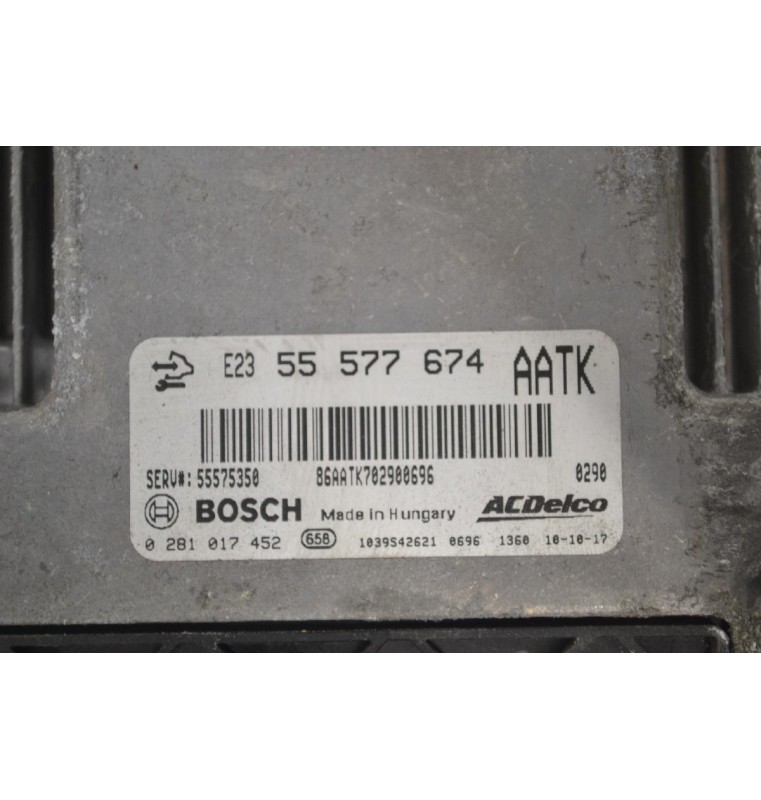 E23 55 577 674 AATK
SERV#: 55575350 86AATK702900696 0290
BOSCH Made in Hungary ACDelco
0 281 017 452 658 1039S42621 0696 1360 10-10-17